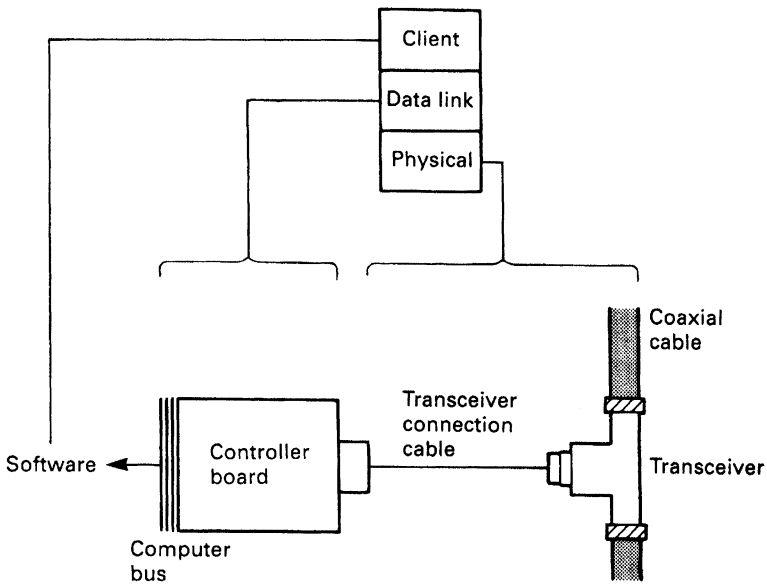 Client
Data link
Physical
Coaxial
cable
Transceiver
connection
cable
Controller
board
Software
Transceiver
Computer
bus